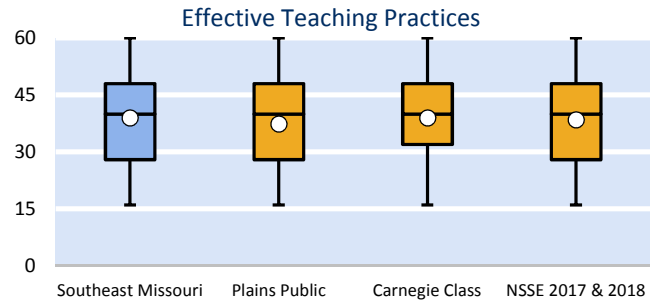 Effective Teaching Practices
60
45
30
15
0
Southeast Missouri Plains Public Carnegie Class NSSE 2017 & 2018